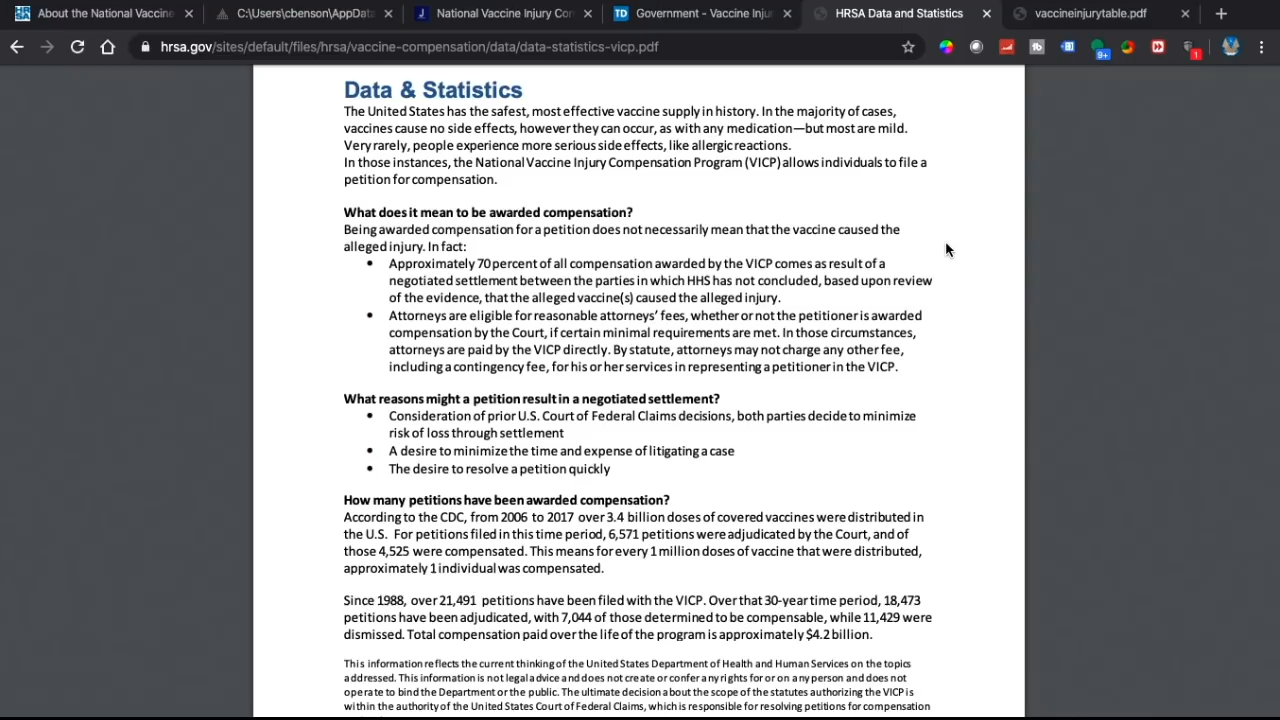 About the National Vaccine
C:\Users\cbenson\AppData
National Vaccine Injury Con
TD Government - Vaccine Inju
HRSA Data and Statistics
vaccineinjurytable.pdf
hrsa.gov/sites/default/files/hrsa/vaccine-compensation/data/data-statistics-vicp.pdf
fb
9+
1
Data & Statistics
The United States has the safest, most effective vaccine supply in history. In the majority of cases,
vaccines cause no side effects, however they can occur, as with any medication—but most are mild.
Very rarely, people experience more serious side effects, like allergic reactions.
In those instances, the National Vaccine Injury Compensation Program (VICP) allows individuals to file a
petition for compensation.
What does it mean to be awarded compensation?
Being awarded compensation for a petition does not necessarily mean that the vaccine caused the
alleged injury. In fact:
• Approximately 70 percent of all compensation awarded by the VICP comes as result of a
negotiated settlement between the parties in which HHS has not concluded, based upon review
of the evidence, that the alleged vaccine(s) caused the alleged injury.
• Attorneys are eligible for reasonable attorneys' fees, whether or not the petitioner is awarded
compensation by the Court, if certain minimal requirements are met. In those circumstances,
attorneys are paid by the VICP directly. By statute, attorneys may not charge any other fee,
including a contingency fee, for his or her services in representing a petitioner in the VICP.
What reasons might a petition result in a negotiated settlement?
• Consideration of prior U.S. Court of Federal Claims decisions, both parties decide to minimize
risk of loss through settlement
• A desire to minimize the time and expense of litigating a case
• The desire to resolve a petition quickly
How many petitions have been awarded compensation?
According to the CDC, from 2006 to 2017 over 3.4 billion doses of covered vaccines were distributed in
the U.S. For petitions filed in this time period, 6,571 petitions were adjudicated by the Court, and of
those 4,525 were compensated. This means for every 1 million doses of vaccine that were distributed,
approximately 1 individual was compensated.
Since 1988, over 21,491 petitions have been filed with the VICP. Over that 30-year time period, 18,473
petitions have been adjudicated, with 7,044 of those determined to be compensable, while 11,429 were
dismissed. Total compensation paid over the life of the program is approximately $4.2 billion.
This information reflects the current thinking of the United States Department of Health and Human Services on the topics
addressed. This information is not legal advice and does not create or confer any rights for or on any person and does not
operate to bind the Department or the public. The ultimate decision about the scope of the statutes authorizing the VICP is
within the authority of the United States Court of Federal Claims, which is responsible for resolving petitions for compensation